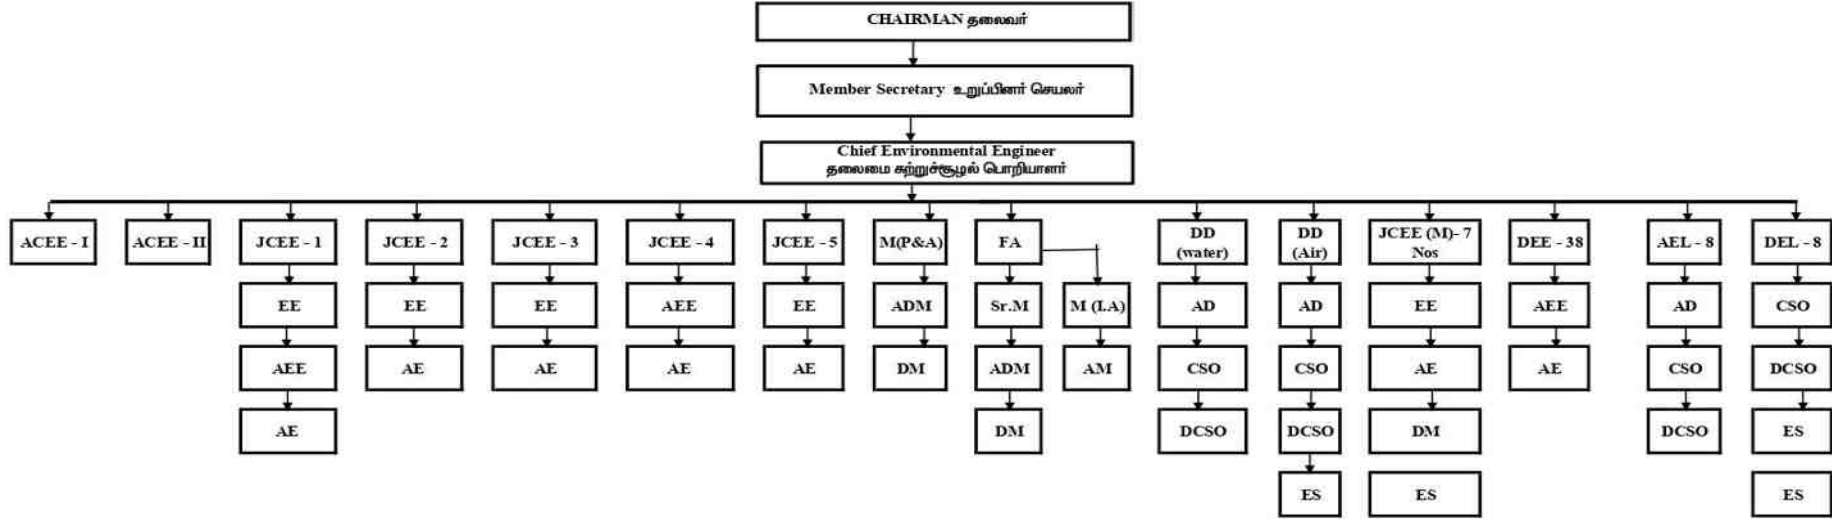 CHAIRMAN தலைவர்
Member Secretary உறுப்பினர் செயலர்
Chief Environmental Engineer
தலைமை சுற்றுச்சூழல் பொறியாளர்
ACEE - I
ACEE - II
JCEE - 1
JCEE - 2
JCEE - 3
JCEE - 4
JCEE - 5
M(P&A)
FA
DD
(water)
DD
(Air)
JCEE (M)- 7
Nos
DEE - 38
AEL - 8
DEL - 8
EE
EE
EE
AEE
EE
ADM
Sr.M
M (I.A)
AD
AD
EE
AEE
AD
CSO
AEE
AE
AE
AE
AE
DM
ADM
AM
CSO
CSO
AE
AE
CSO
DCSO
AE
DM
DCSO
DCSO
DM
DCSO
ES
ES
ES
ES